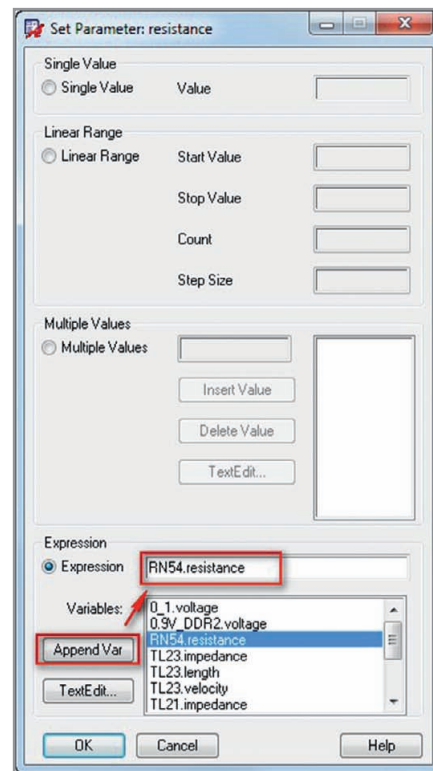 Set Parameter: resistance
Single Value
Single Value Value
Linear Range
Linear Range Start Value
Stop Value
Count
Step Size
Multiple Values
Multiple Values
Insert Value
Delete Value
TextEdit...
Expression
Expression RN54.resistance
Variables: 0_1.voltage
0.9V_DDR2.voltage
RN54.resistance
Append Var
TL23.impedance
TL23.length
TextEdit... TL23.velocity
TL21.impedance
OK Cancel Help